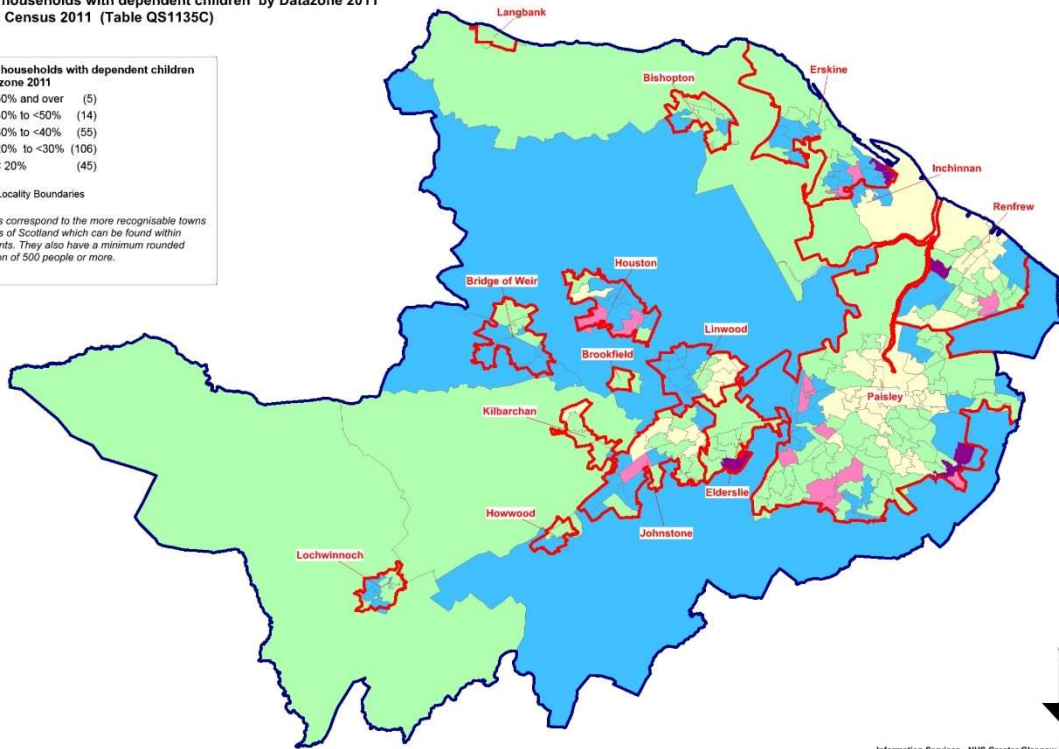 households with dependent children by Datazone 2011
Census 2011 (Table QS1135C)
households with dependent children
zone 2011
0% and over (5)
0% to <50% (14)
0% to <40% (55)
20% to <30% (106)
< 20% (45)
Locality Boundaries
s correspond to the more recognisable towns
s of Scotland which can be found within
nts. They also have a minimum rounded
on of 500 people or more.
Langbank
Bishopton
Erskine
Inchinnan
Renfrew
Houston
Bridge of Weir
Linwood
Brookfield
Paisley
Kilbarchan
Elderslie
Howwood
Johnstone
Lochwinnoch